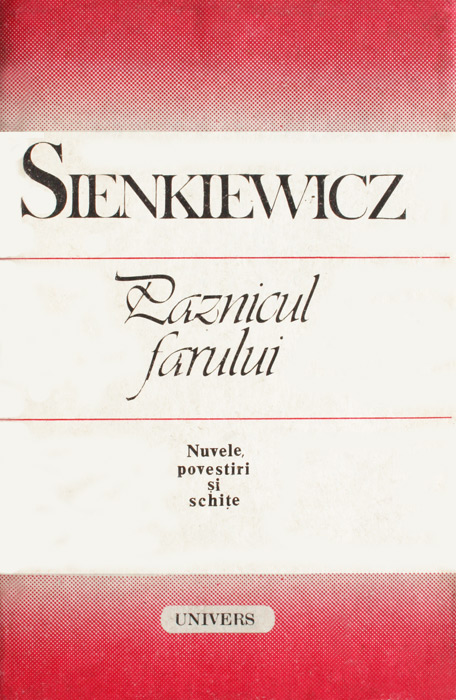 SIENKIEWICZ
Paznicul
farului
Nuvele,
povestiri
și
schițe
UNIVERS